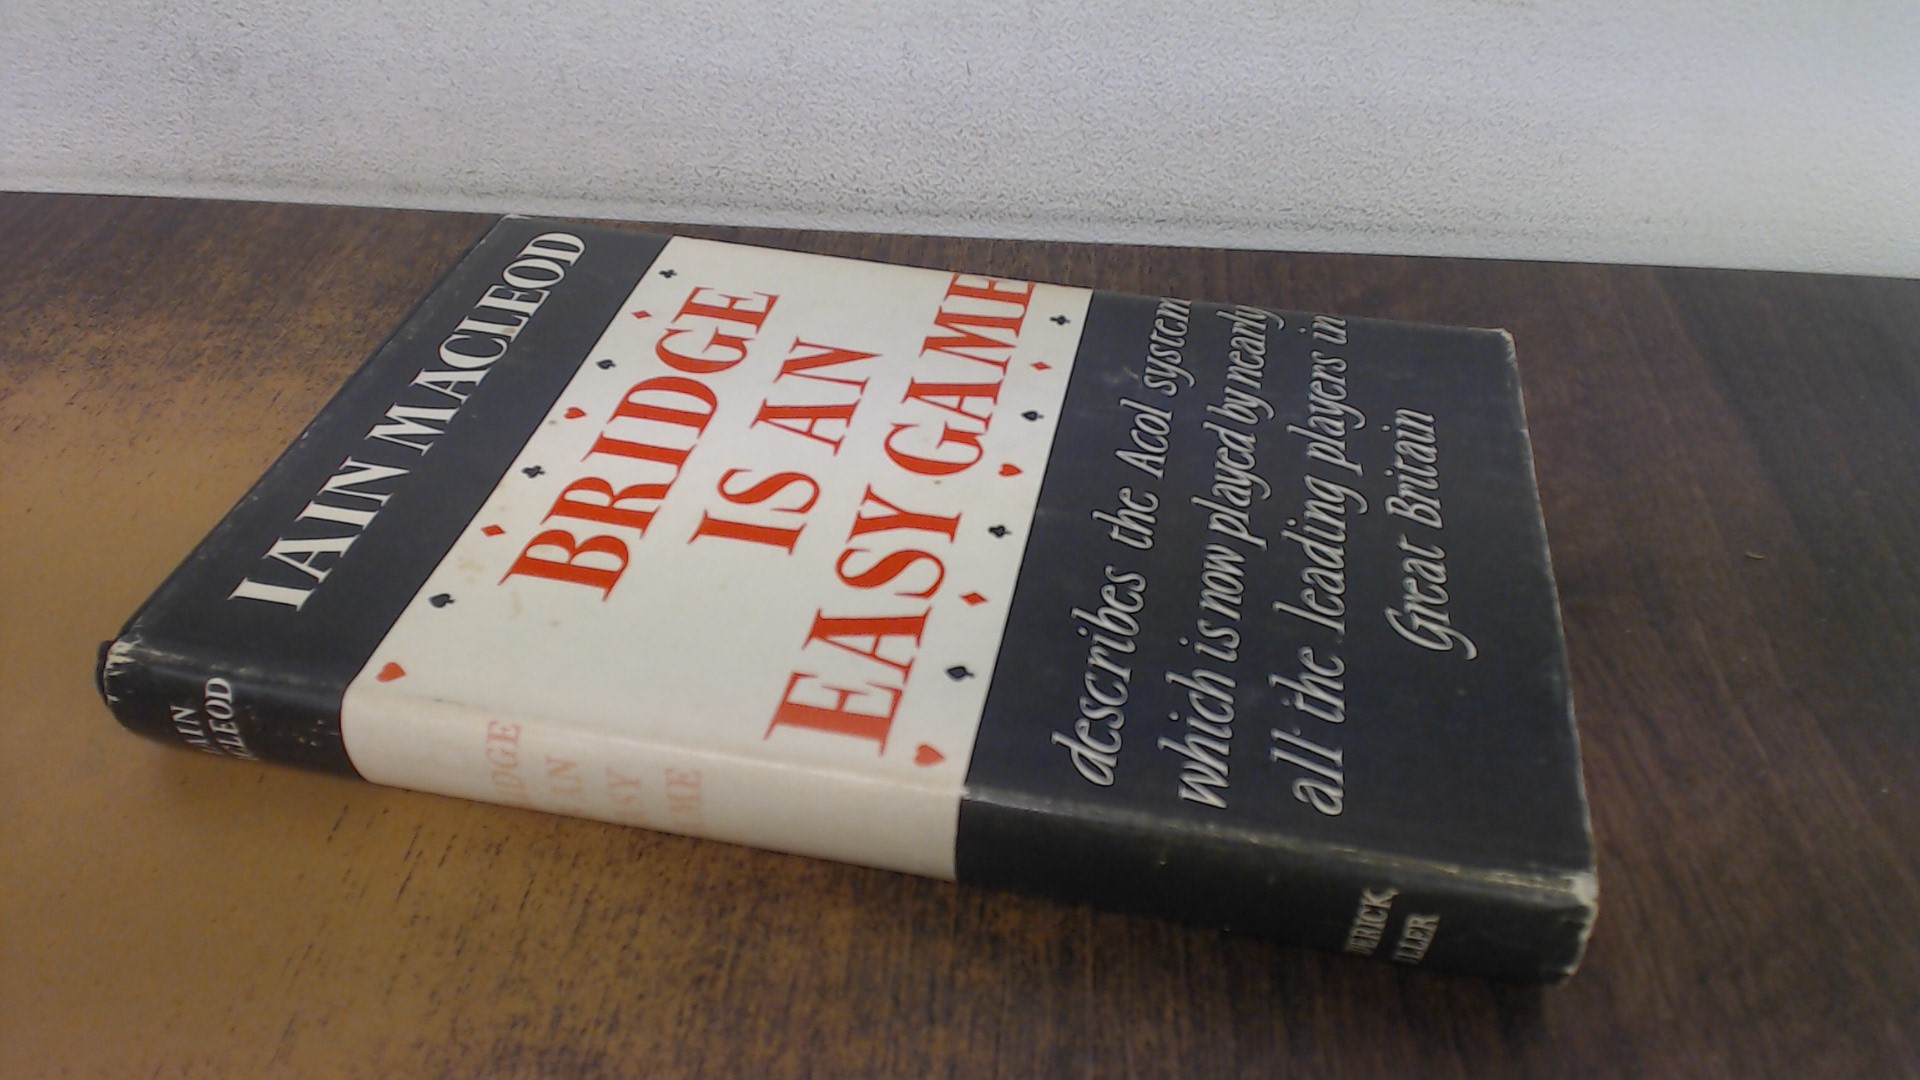 IAIN MACLEOD
BRIDGE
IS AN
EASY GAME
describes the Acol system
which is now played by nearly
all the leading players in
Great Britain